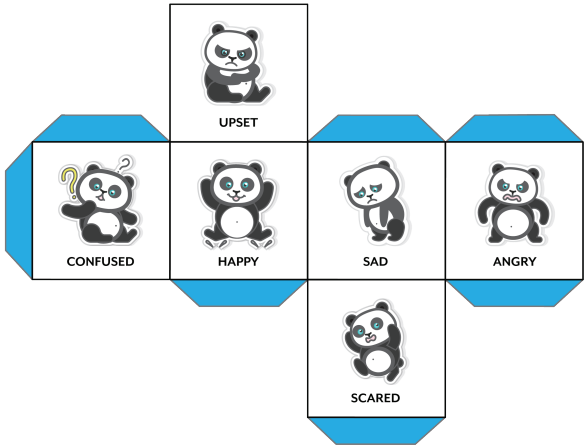 UPSET
? ?
CONFUSED
HAPPY
SAD
ANGRY
SCARED